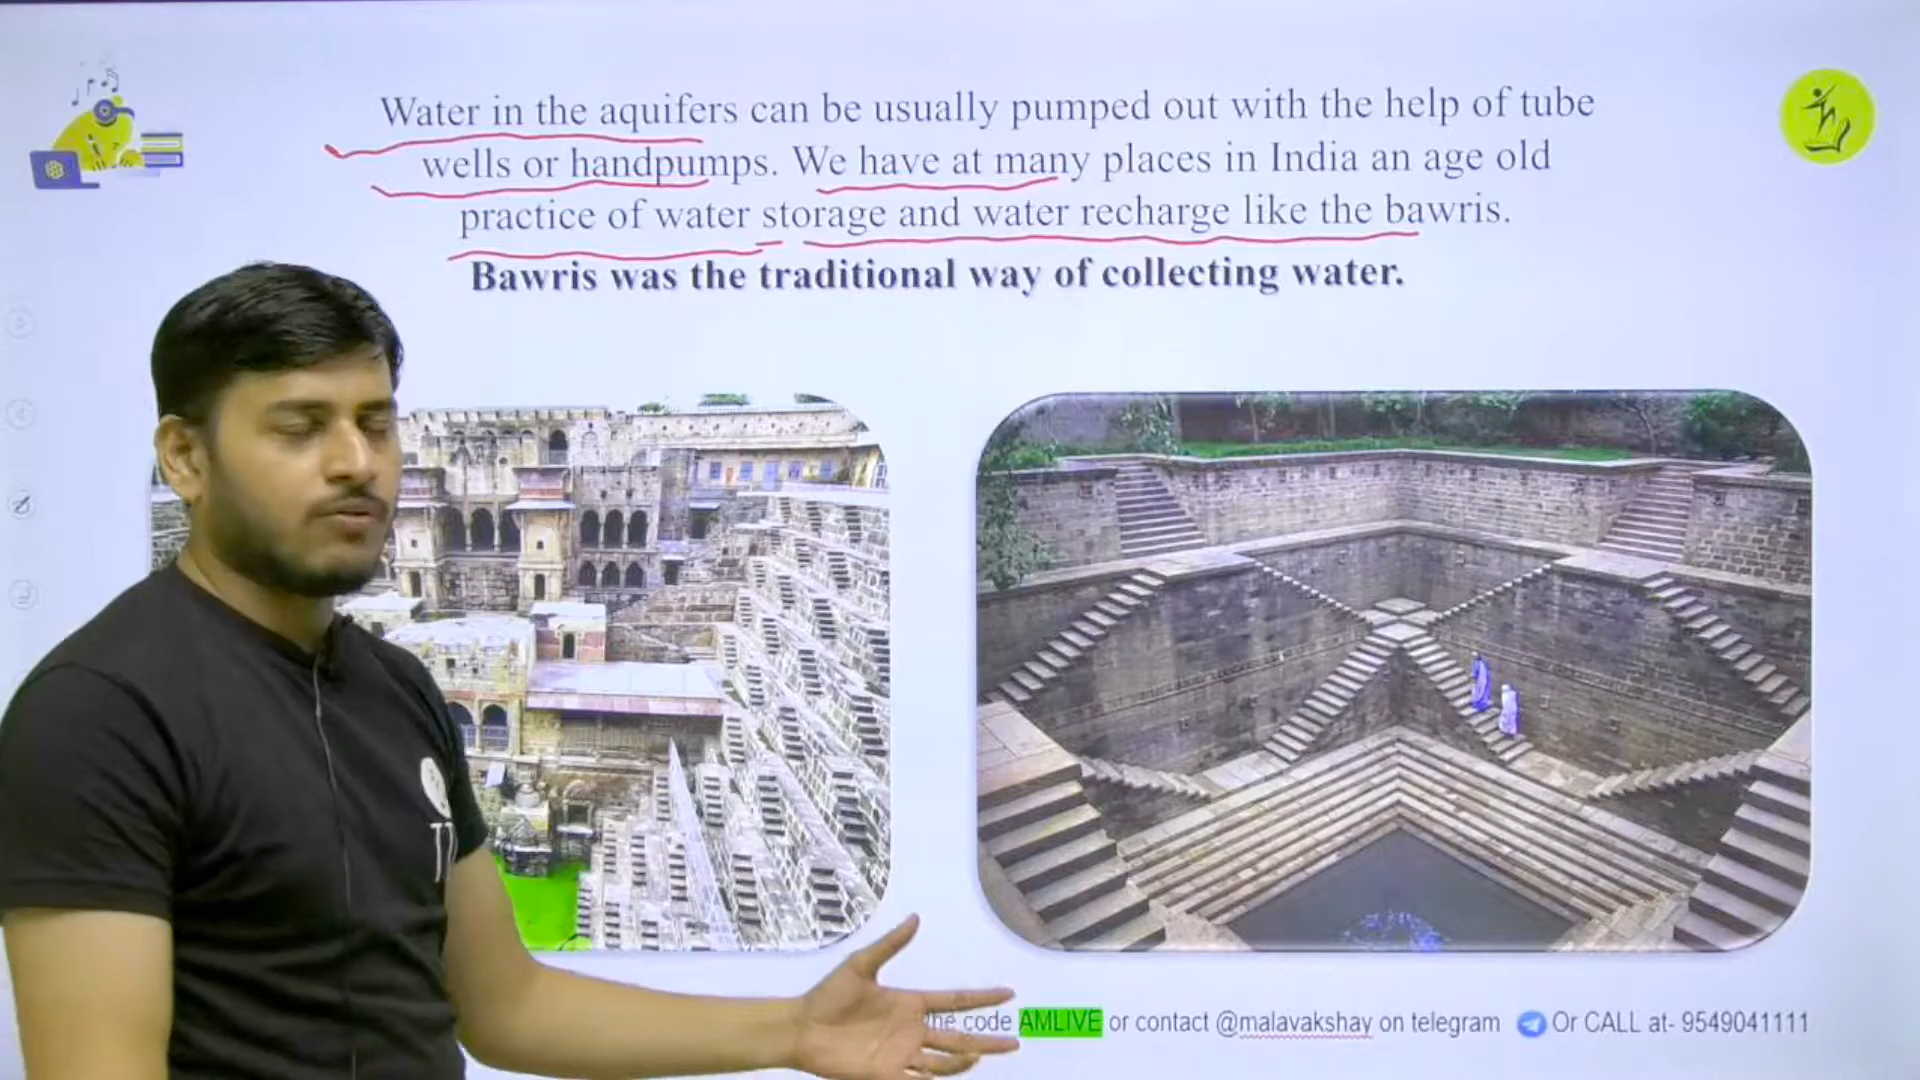 Water in the aquifers can be usually pumped out with the help of tube
wells or handpumps. We have at many places in India an age old
practice of water storage and water recharge like the bawris.
Bawris was the traditional way of collecting water.
code AMLIVE or contact @malavakshay on telegram Or CALL at- 9549041111